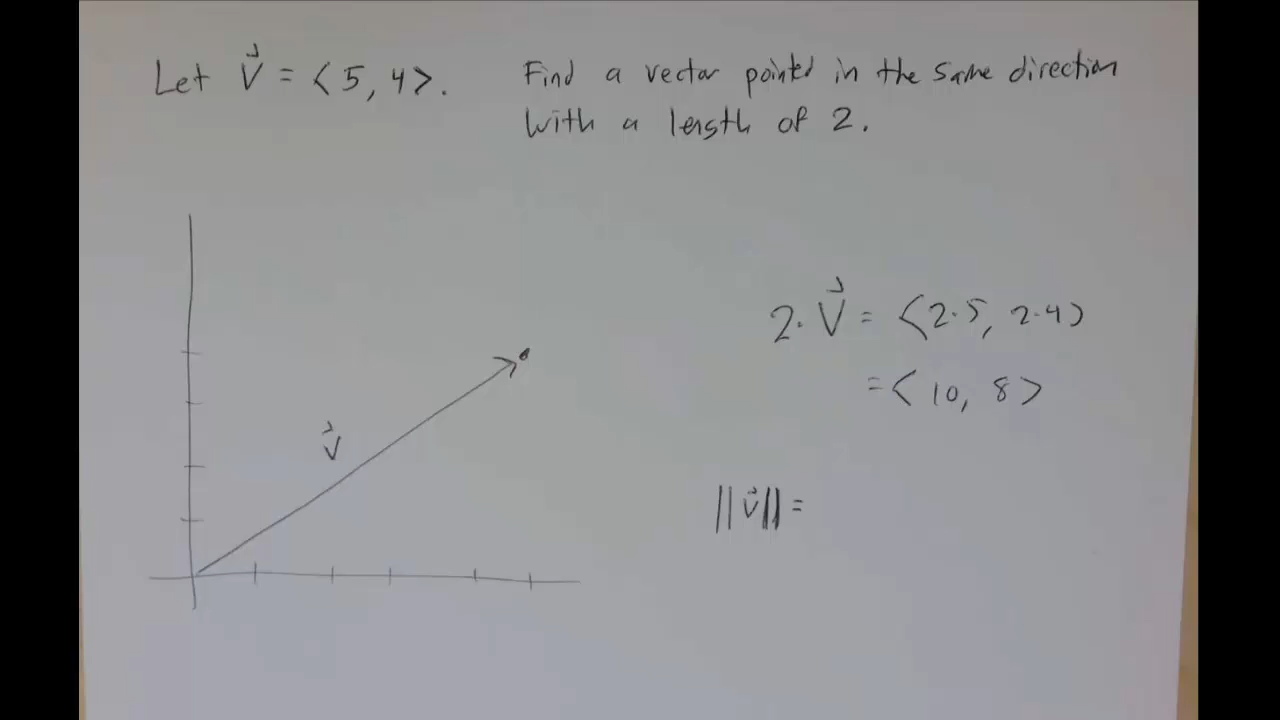 Let V⃗ = <5, 4>. Find a vector pointed in the same direction
with a length of 2.
2· V⃗ = <2·5, 2·4>
= <10, 8>
V⃗
||v⃗|| =